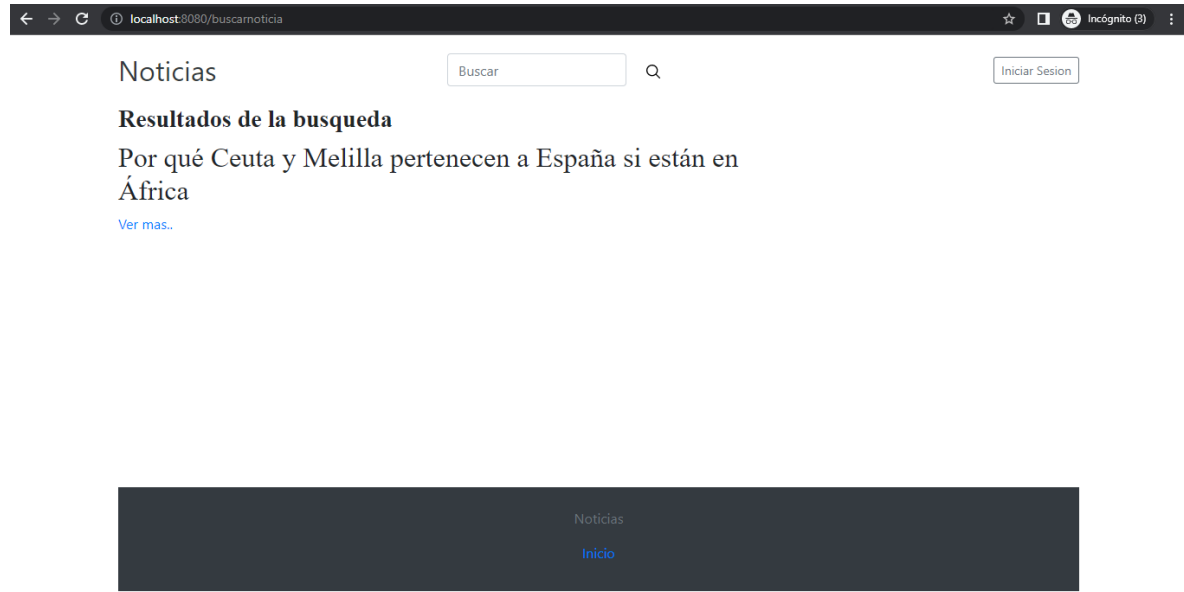 localhost:8080/buscarnoticia
Incógnito (3)
Noticias
Buscar
Iniciar Sesion
Resultados de la busqueda
Por qué Ceuta y Melilla pertenecen a España si están en
África
Ver mas..
Noticias
Inicio